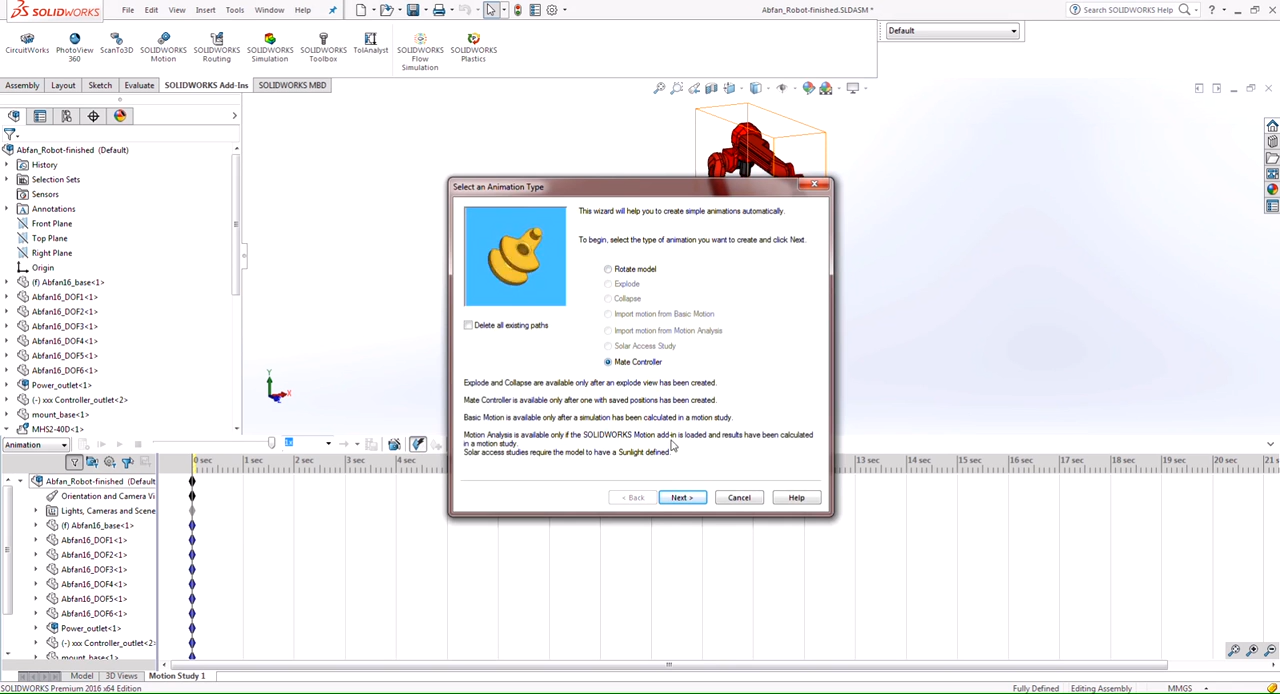 SOLIDWORKS
File
Edit
View
Insert
Tools
Window
Help
Abfan_Robot-finished.SLDASM *
Search SOLIDWORKS Help
CircuitWorks
PhotoView
360
ScanTo3D
SOLIDWORKS
Motion
SOLIDWORKS
Routing
SOLIDWORKS
Simulation
SOLIDWORKS
Toolbox
TolAnalyst
SOLIDWORKS
Flow
Simulation
SOLIDWORKS
Plastics
Default
Assembly
Layout
Sketch
Evaluate
SOLIDWORKS Add-Ins
SOLIDWORKS MBD
Abfan_Robot-finished (Default)
History
Selection Sets
Sensors
Annotations
Front Plane
Top Plane
Right Plane
Origin
(f) Abfan16_base<1>
Abfan16_DOF1<1>
Abfan16_DOF2<1>
Abfan16_DOF3<1>
Abfan16_DOF4<1>
Abfan16_DOF5<1>
Abfan16_DOF6<1>
Power_outlet<1>
(-) xxx Controller_outlet<2>
mount_base<1>
MHS2-40V<1>
Y
X
Select an Animation Type
This wizard will help you to create simple animations automatically.
To begin, select the type of animation you want to create and click Next.
Rotate model
Explode
Collapse
Import motion from Basic Motion
Import motion from Motion Analysis
Solar Access Study
Mate Controller
Delete all existing paths
Explode and Collapse are available only after an explode view has been created.
Mate Controller is available only after one with saved positions has been created.
Basic Motion is available only after a simulation has been calculated in a motion study.
Motion Analysis is available only if the SOLIDWORKS Motion add-in is loaded and results have been calculated
in a motion study.
Solar access studies require the model to have a Sunlight defined.
< Back
Next >
Cancel
Help
Animation
1x
0 sec
1 sec
2 sec
3 sec
4 sec
13 sec
14 sec
15 sec
16 sec
17 sec
18 sec
19 sec
20 sec
21 s
Abfan_Robot-finished (Default
Orientation and Camera Vi
Lights, Cameras and Scene
(f) Abfan16_base<1>
Abfan16_DOF1<1>
Abfan16_DOF2<1>
Abfan16_DOF3<1>
Abfan16_DOF4<1>
Abfan16_DOF5<1>
Abfan16_DOF6<1>
Power_outlet<1>
(-) xxx Controller_outlet<2>
mount_base<1>
Model
3D Views
Motion Study 1
SOLIDWORKS Premium 2016 x64 Edition
Fully Defined
Editing Assembly
MMGS